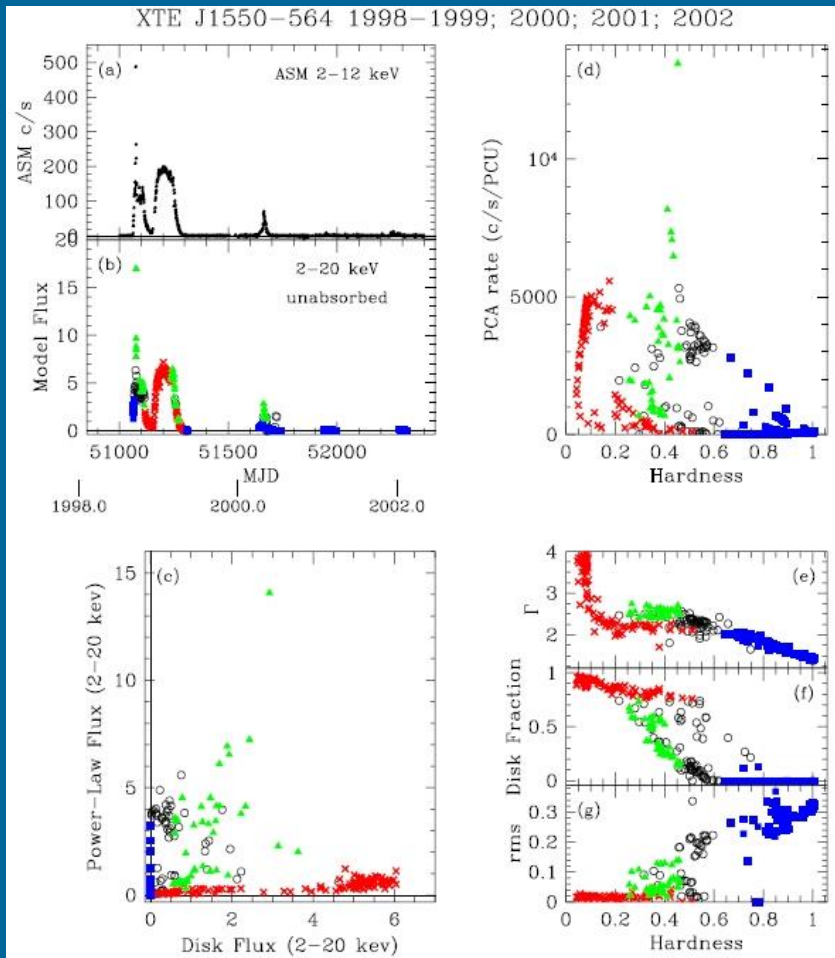 XTE J1550−564 1998−1999; 2000; 2001; 2002
(a)
ASM 2−12 keV
ASM c/s
500
400
300
200
100
0
(b)
2−20 keV
unabsorbed
Model Flux
20
15
10
5
0
51000 51500 52000
MJD
1998.0 2000.0 2002.0
(d)
PCA rate (c/s/PCU)
10⁴
5000
0
0 0.2 0.4 0.6 0.8 1
Hardness
(c)
Power−Law Flux (2−20 kev)
15
10
5
0
0 2 4 6
Disk Flux (2−20 kev)
(e)
Γ
4
3
2
(f)
Disk Fraction
1
0.5
0
(g)
rms
0.3
0.2
0.1
0
0 0.2 0.4 0.6 0.8 1
Hardness